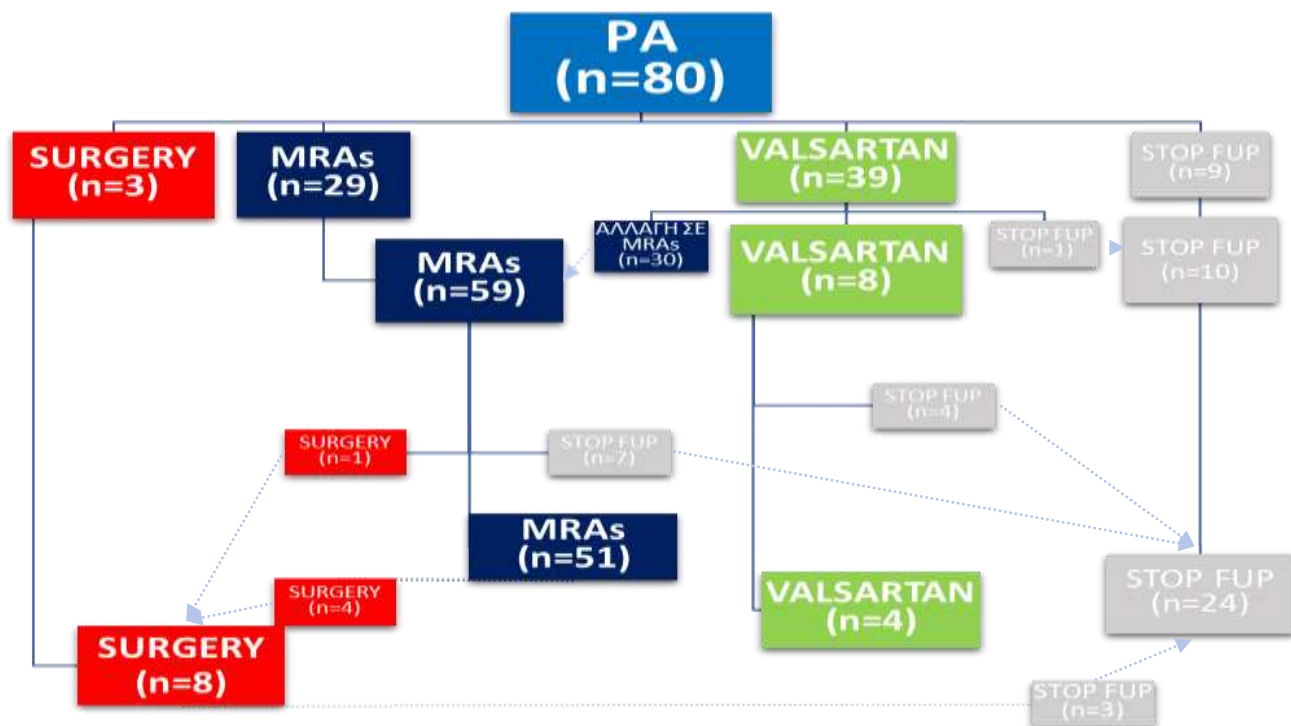 PA
(n=80)
SURGERY
(n=3)
MRAs
(n=29)
VALSARTAN
(n=39)
STOP FUP
(n=9)
ΑΛΛΑΓΗ ΣΕ
MRAs
(n=30)
STOP FUP
(n=1)
MRAs
(n=59)
VALSARTAN
(n=8)
STOP FUP
(n=10)
STOP FUP
(n=4)
SURGERY
(n=1)
STOP FUP
(n=7)
MRAs
(n=51)
SURGERY
(n=4)
VALSARTAN
(n=4)
STOP FUP
(n=24)
SURGERY
(n=8)
STOP FUP
(n=3)